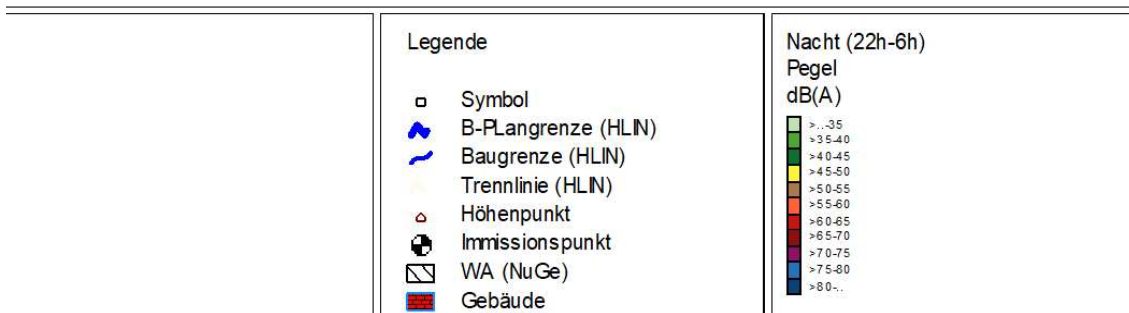 Legende
Symbol
B-PLangrenze (HLIN)
Baugrenze (HLIN)
Trennlinie (HLIN)
Höhenpunkt
Immissionspunkt
WA (NuGe)
Gebäude
Nacht (22h-6h)
Pegel
dB(A)
>..-35
>35-40
>40-45
>45-50
>50-55
>55-60
>60-65
>65-70
>70-75
>75-80
>80-..